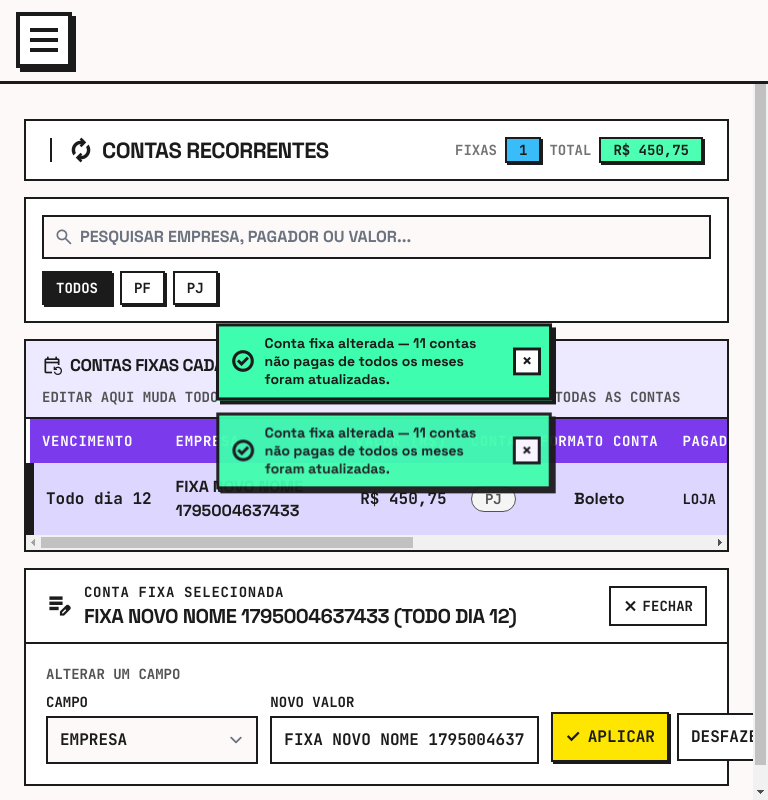 CONTAS RECORRENTES
FIXAS 1 TOTAL R$ 450,75
PESQUISAR EMPRESA, PAGADOR OU VALOR...
TODOS PF PJ
Conta fixa alterada — 11 contas
não pagas de todos os meses
foram atualizadas.
CONTAS FIXAS CADA
EDITAR AQUI MUDA TODO TODAS AS CONTAS
Conta fixa alterada — 11 contas
não pagas de todos os meses
foram atualizadas.
VENCIMENTO EMPRESA ORMATO CONTA PAGAD
Todo dia 12 FIXA NOVO NOME 1795004637433 R$ 450,75 PJ Boleto LOJA
CONTA FIXA SELECIONADA
FIXA NOVO NOME 1795004637433 (TODO DIA 12)
FECHAR
ALTERAR UM CAMPO
CAMPO NOVO VALOR
EMPRESA FIXA NOVO NOME 1795004637 APLICAR DESFAZE